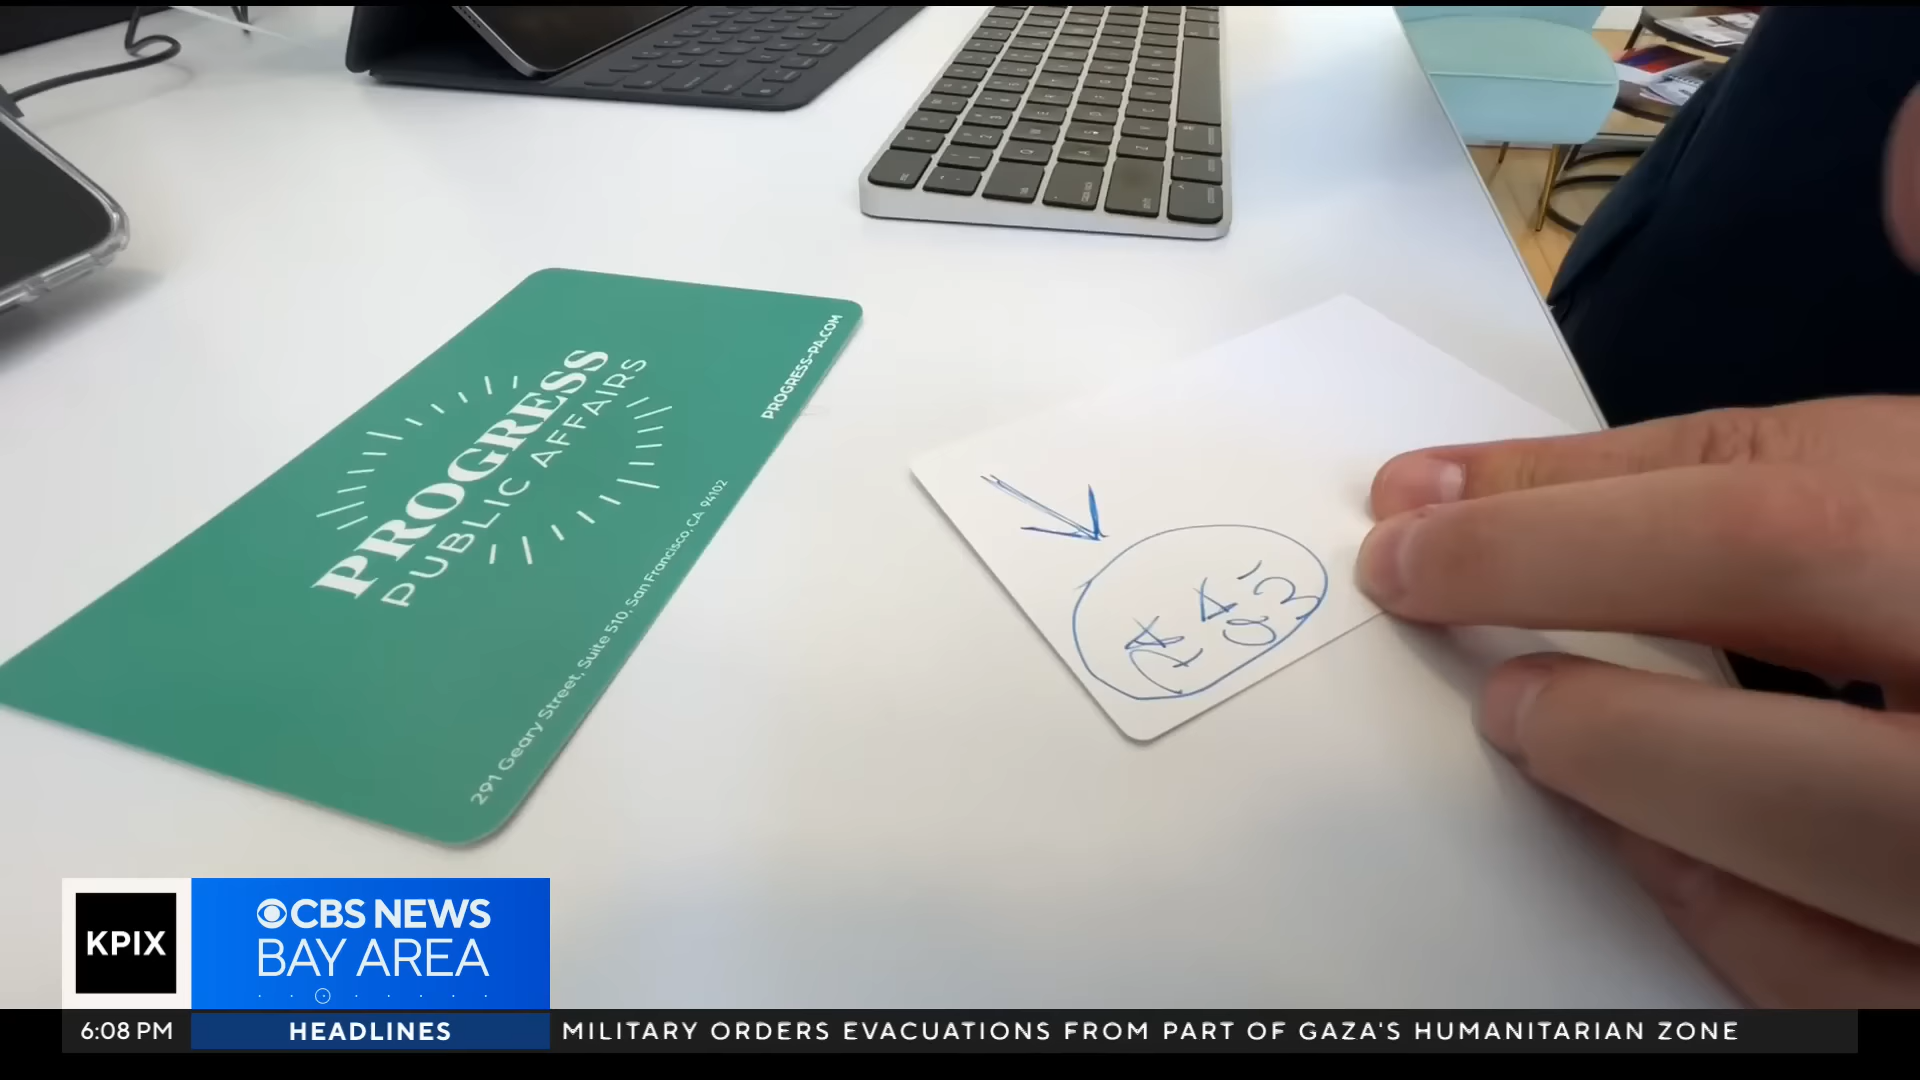 PROGRESS
PUBLIC AFFAIRS
PROGRESS-PA.COM
291 Geary Street, Suite 510, San Francisco, CA 94102
KPIX
CBS NEWS
BAY AREA
6:08 PM
HEADLINES
MILITARY ORDERS EVACUATIONS FROM PART OF GAZA'S HUMANITARIAN ZONE